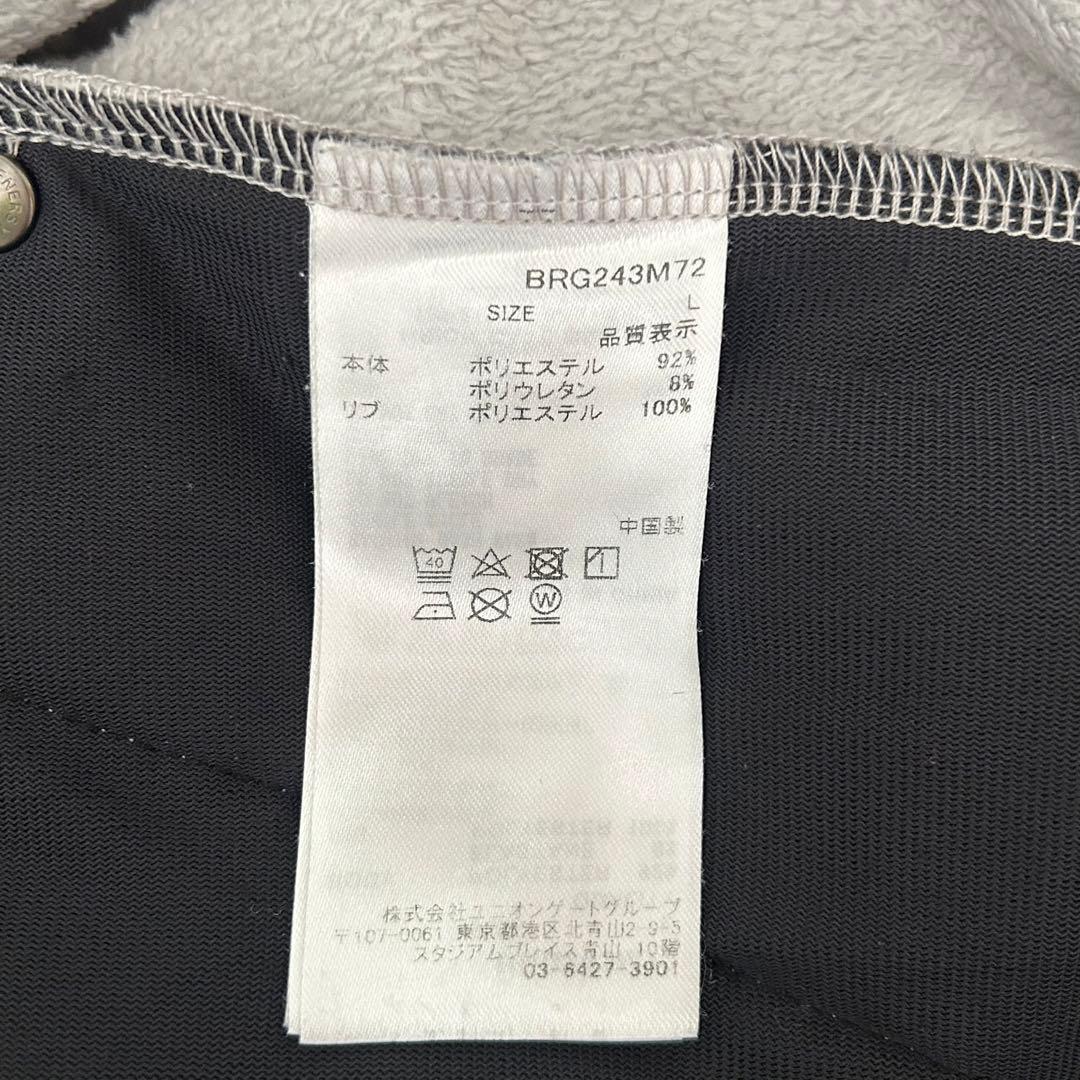 BRG243M72
SIZE L
品質表示
本体 ポリエステル 92%
ポリウレタン 8%
リブ ポリエステル 100%
中国製
40
W
株式会社ユニオンゲートグループ
〒107-0061 東京都港区北青山2-9-5
スタジアムプレイス青山 10階
03-6427-3901